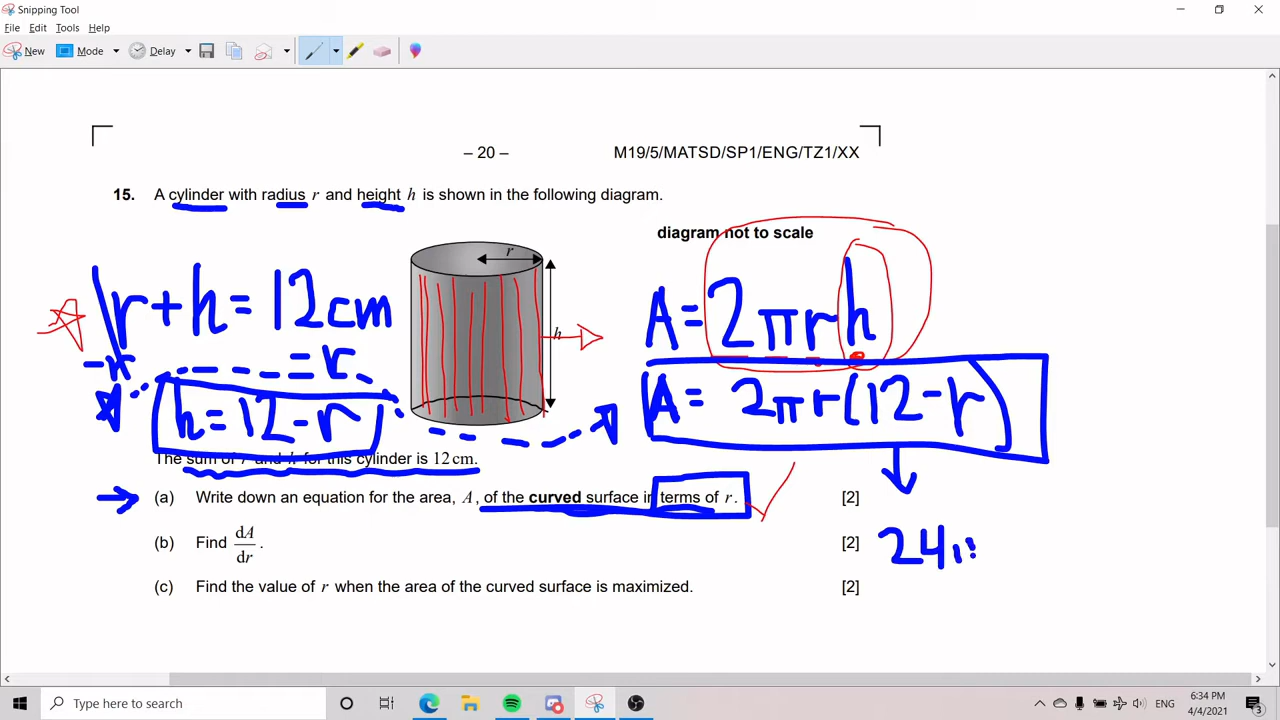 Snipping Tool
File Edit Tools Help
New Mode Delay
– 20 –
M19/5/MATSD/SP1/ENG/TZ1/XX
15. A cylinder with radius r and height h is shown in the following diagram.
diagram not to scale
r
h
r+h=12cm
-r = r
h=12-r
A=2πrh
A= 2πr(12-r)
The sum of r and h for this cylinder is 12 cm.
(a) Write down an equation for the area, A, of the curved surface in terms of r. [2]
(b) Find dA/dr. [2]
24
(c) Find the value of r when the area of the curved surface is maximized. [2]
Type here to search
ENG
6:34 PM
4/4/2021
3